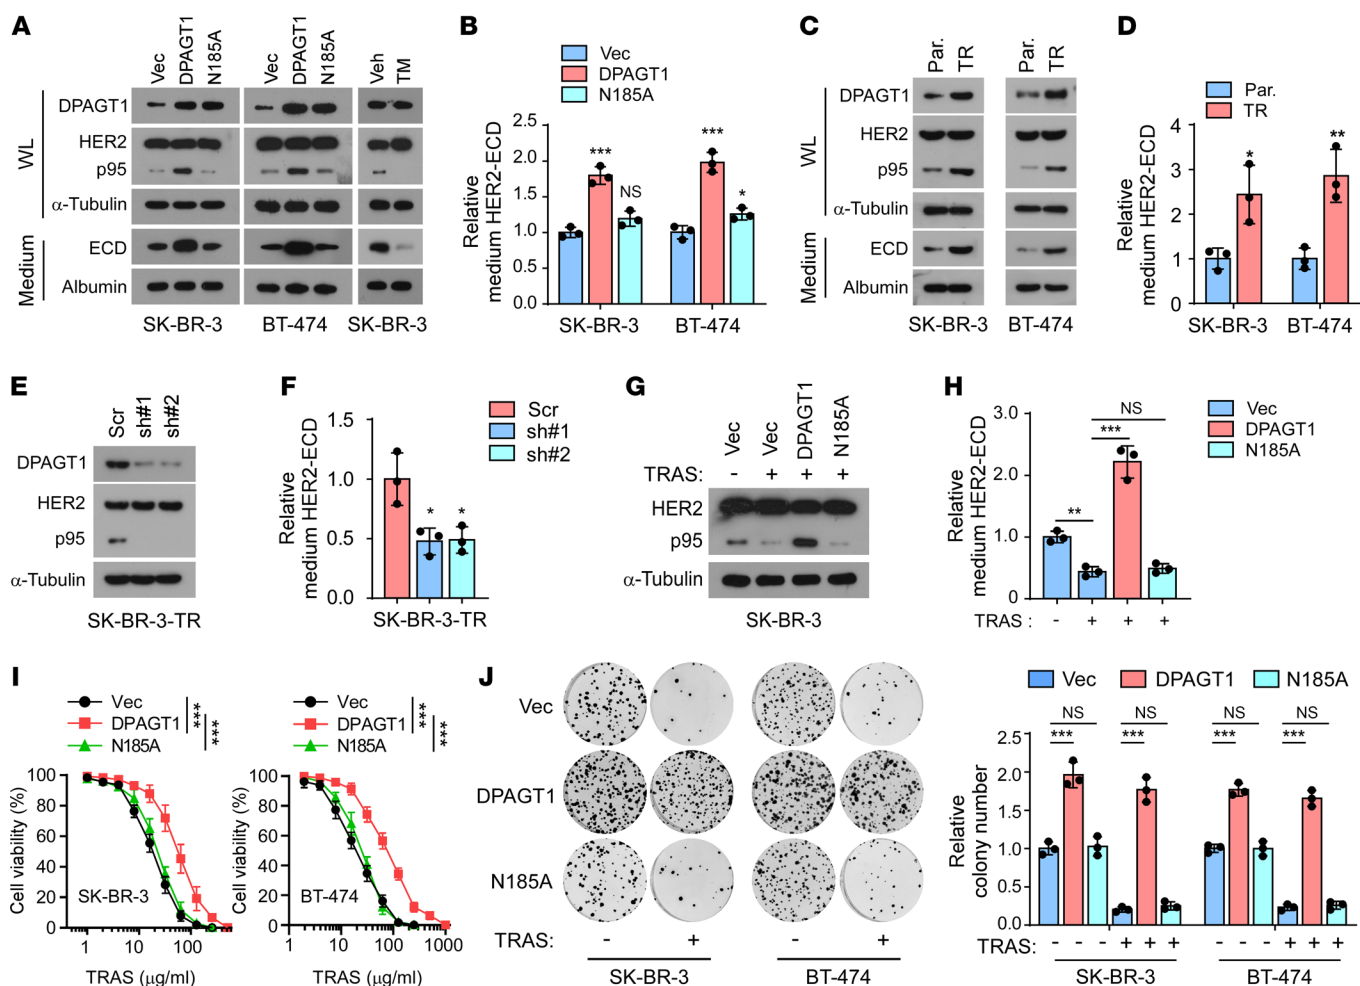 A
Vec
DPAGT1
N185A
Vec
DPAGT1
N185A
Veh
TM
WL
DPAGT1
HER2
p95
α-Tubulin
Medium
ECD
Albumin
SK-BR-3
BT-474
SK-BR-3
B
Vec
DPAGT1
N185A
Relative
medium HER2-ECD
2.5
2.0
1.5
1.0
0.5
0.0
***
NS
***
*
SK-BR-3
BT-474
C
Par.
TR
Par.
TR
WL
DPAGT1
HER2
p95
α-Tubulin
Medium
ECD
Albumin
SK-BR-3
BT-474
D
Par.
TR
Relative
medium HER2-ECD
4
3
2
1
0
*
**
SK-BR-3
BT-474
E
Scr
sh#1
sh#2
DPAGT1
HER2
p95
α-Tubulin
SK-BR-3-TR
F
Scr
sh#1
sh#2
Relative
medium HER2-ECD
1.5
1.0
0.5
0.0
*
*
SK-BR-3-TR
G
Vec
Vec
DPAGT1
N185A
TRAS: - + + +
HER2
p95
α-Tubulin
SK-BR-3
H
Vec
DPAGT1
N185A
Relative
medium HER2-ECD
3.0
2.0
1.0
0
NS
***
**
TRAS : - + + +
I
Vec
DPAGT1
N185A
***
***
Cell viability (%)
100
80
60
40
20
0
SK-BR-3
1 10 100
TRAS (μg/ml)
Vec
DPAGT1
N185A
***
***
Cell viability (%)
100
80
60
40
20
0
BT-474
1 10 100 1000
TRAS (μg/ml)
J
Vec
DPAGT1
N185A
TRAS: - + - +
SK-BR-3
BT-474
Vec
DPAGT1
N185A
Relative
colony number
2.5
2.0
1.5
1.0
0.5
0.0
NS
***
NS
***
NS
***
NS
***
TRAS: - - - + + + - - - + + +
SK-BR-3
BT-474